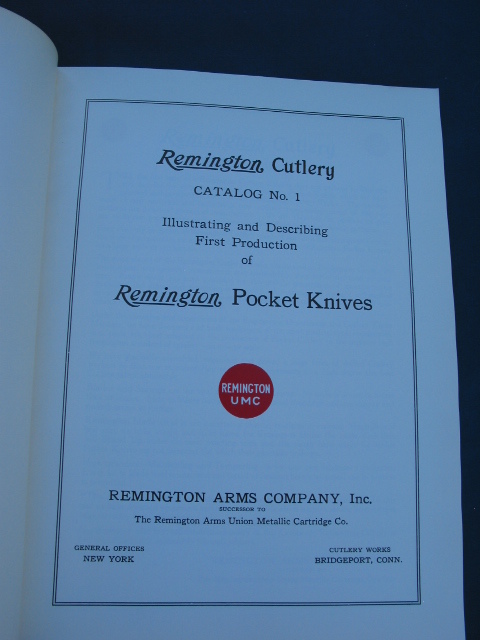 Remington Cutlery
CATALOG No. 1
Illustrating and Describing
First Production
of
Remington Pocket Knives
REMINGTON
UMC
REMINGTON ARMS COMPANY, Inc.
SUCCESSOR TO
The Remington Arms Union Metallic Cartridge Co.
GENERAL OFFICES
NEW YORK
CUTLERY WORKS
BRIDGEPORT, CONN.